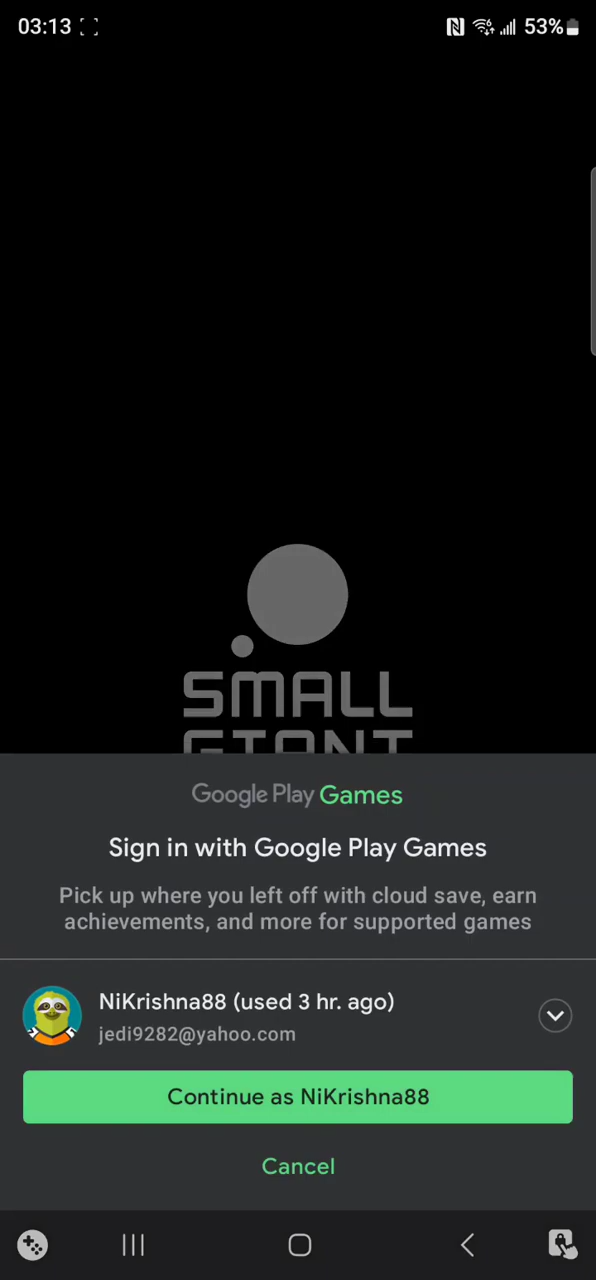 03:13
53%
SMALL
GIANT
Google Play Games
Sign in with Google Play Games
Pick up where you left off with cloud save, earn
achievements, and more for supported games
NiKrishna88 (used 3 hr. ago)
jedi9282@yahoo.com
Continue as NiKrishna88
Cancel